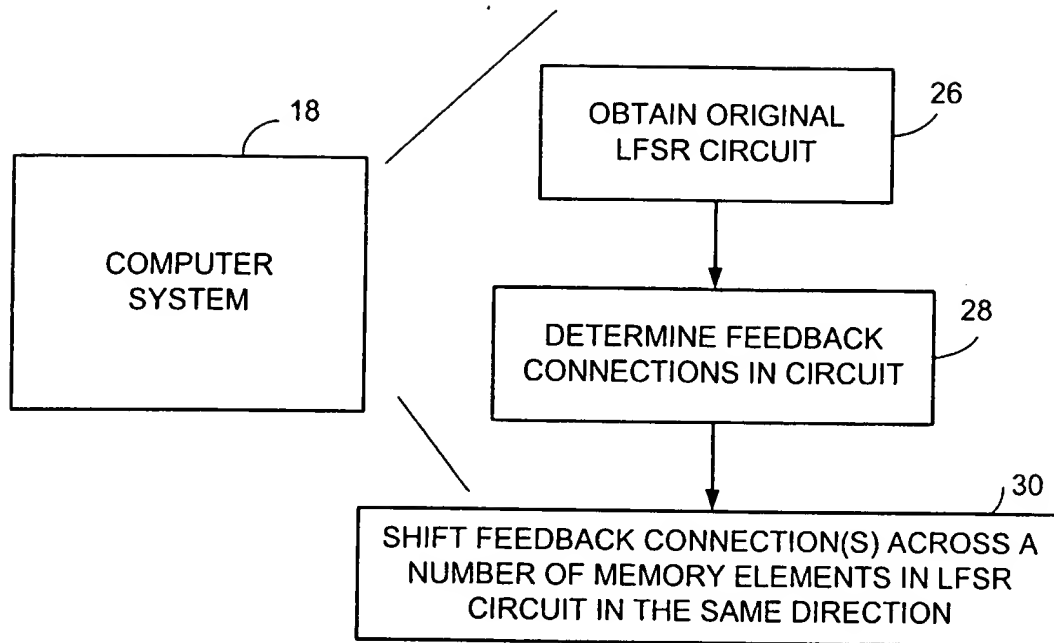 18
COMPUTER
SYSTEM
26
OBTAIN ORIGINAL
LFSR CIRCUIT
28
DETERMINE FEEDBACK
CONNECTIONS IN CIRCUIT
30
SHIFT FEEDBACK CONNECTION(S) ACROSS A
NUMBER OF MEMORY ELEMENTS IN LFSR
CIRCUIT IN THE SAME DIRECTION